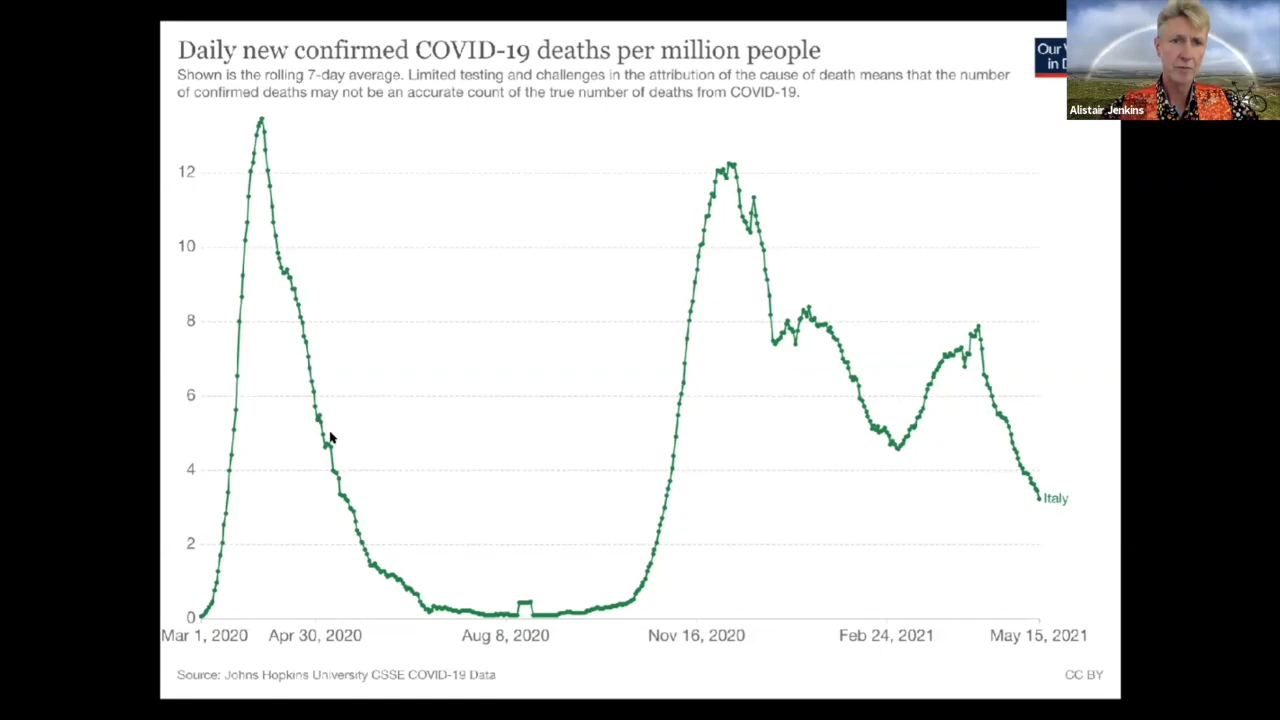 Daily new confirmed COVID-19 deaths per million people
Shown is the rolling 7-day average. Limited testing and challenges in the attribution of the cause of death means that the number
of confirmed deaths may not be an accurate count of the true number of deaths from COVID-19.
Our
in
Alistair Jenkins
12
10
8
6
4
2
0
Italy
Mar 1, 2020 Apr 30, 2020 Aug 8, 2020 Nov 16, 2020 Feb 24, 2021 May 15, 2021
Source: Johns Hopkins University CSSE COVID-19 Data
CC BY